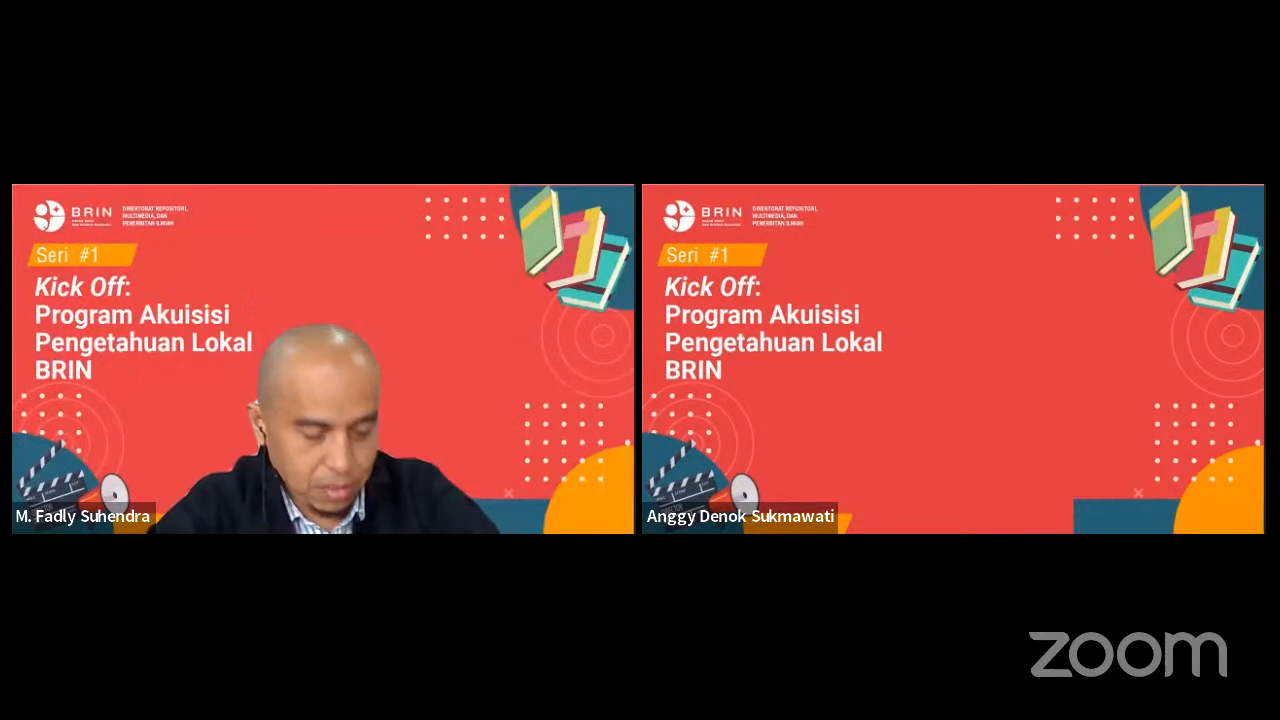 BRIN
DIREKTORAT REPOSITORI,
MULTIMEDIA, DAN
PENERBITAN ILMIAH
Seri #1
Kick Off:
Program Akuisisi
Pengetahuan Lokal
BRIN
M. Fadly Suhendra
BRIN
DIREKTORAT REPOSITORI,
MULTIMEDIA, DAN
PENERBITAN ILMIAH
Seri #1
Kick Off:
Program Akuisisi
Pengetahuan Lokal
BRIN
Anggy Denok Sukmawati
zoom